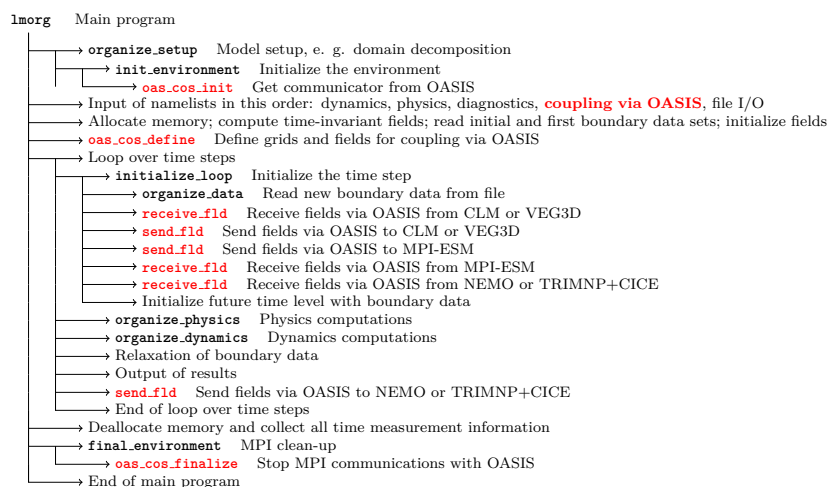 lmorg Main program
organize_setup Model setup, e. g. domain decomposition
init_environment Initialize the environment
oas_cos_init Get communicator from OASIS
Input of namelists in this order: dynamics, physics, diagnostics, coupling via OASIS, file I/O
Allocate memory; compute time-invariant fields; read initial and first boundary data sets; initialize fields
oas_cos_define Define grids and fields for coupling via OASIS
Loop over time steps
initialize_loop Initialize the time step
organize_data Read new boundary data from file
receive_fld Receive fields via OASIS from CLM or VEG3D
send_fld Send fields via OASIS to CLM or VEG3D
send_fld Send fields via OASIS to MPI-ESM
receive_fld Receive fields via OASIS from MPI-ESM
receive_fld Receive fields via OASIS from NEMO or TRIMNP+CICE
Initialize future time level with boundary data
organize_physics Physics computations
organize_dynamics Dynamics computations
Relaxation of boundary data
Output of results
send_fld Send fields via OASIS to NEMO or TRIMNP+CICE
End of loop over time steps
Deallocate memory and collect all time measurement information
final_environment MPI clean-up
oas_cos_finalize Stop MPI communications with OASIS
End of main program